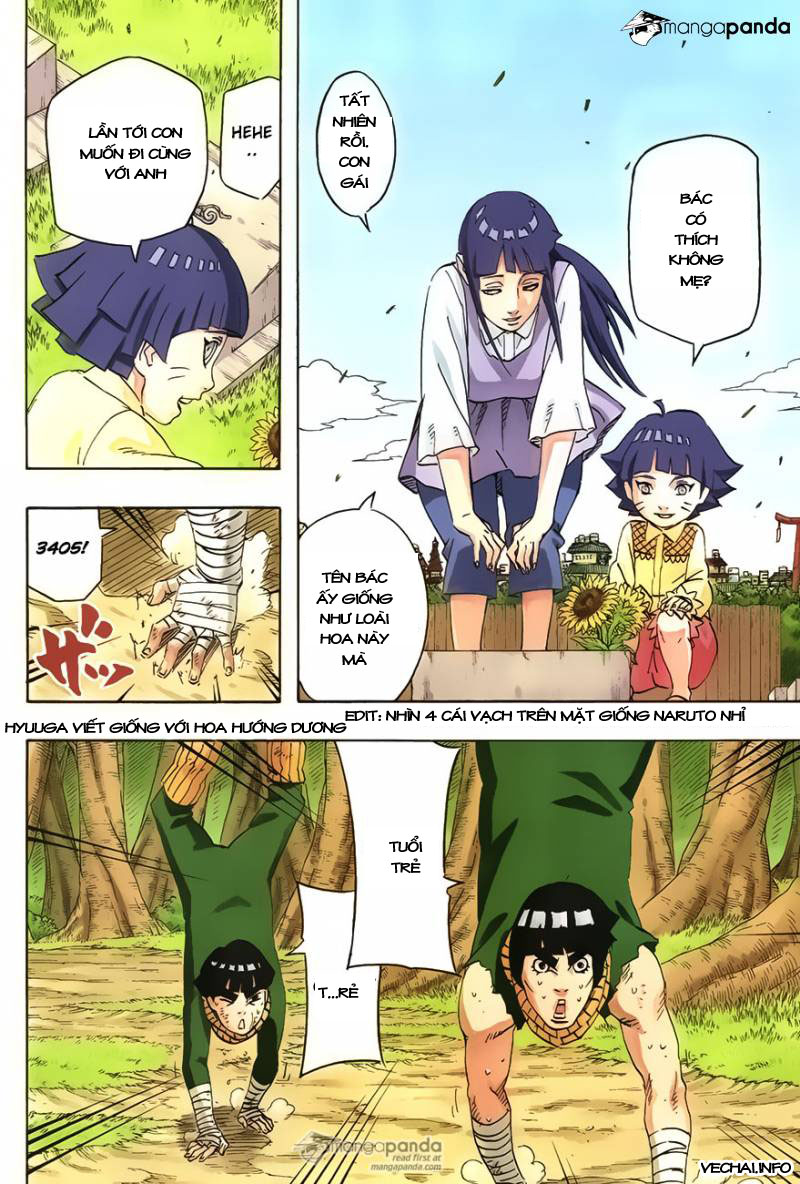 mangapanda
BÁC
CÓ
THÍCH
KHÔNG
MẸ?
TẤT
NHIÊN
RỒI,
CON
GÁI
TÊN BÁC
ẤY GIỐNG
NHƯ LOÀI
HOA NÀY
MÀ
HEHE
..
LẦN TỚI CON
MUỐN ĐI CÙNG
VỚI ANH
3405!
ザッ
EDIT: NHÌN 4 CÁI VẠCH TRÊN MẶT GIỐNG NARUTO NHỈ
HYUUGA VIẾT GIỐNG VỚI HOA HƯỚNG DƯƠNG
TUỔI
TRẺ
T...RẺ
mangapanda
read first at
mangapanda.com
VECHAI.INFO